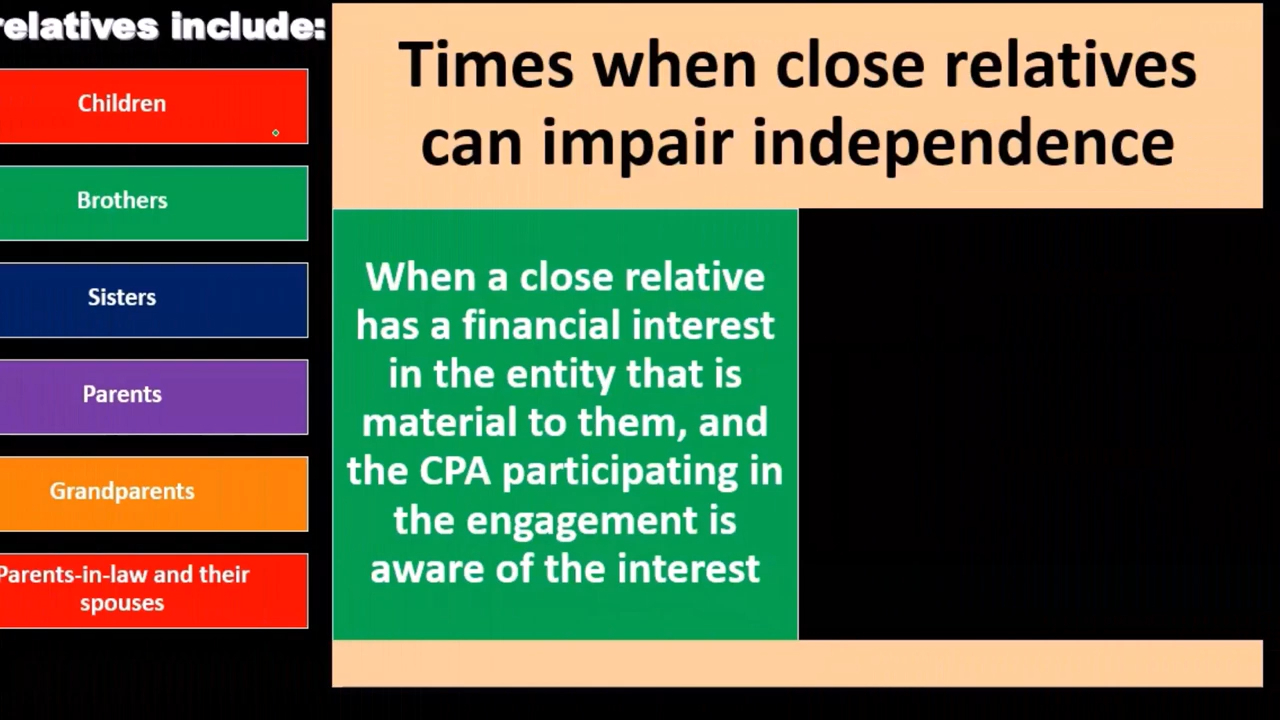 relatives include:
Children
Brothers
Sisters
Parents
Grandparents
Parents-in-law and their
spouses
Times when close relatives
can impair independence
When a close relative
has a financial interest
in the entity that is
material to them, and
the CPA participating in
the engagement is
aware of the interest